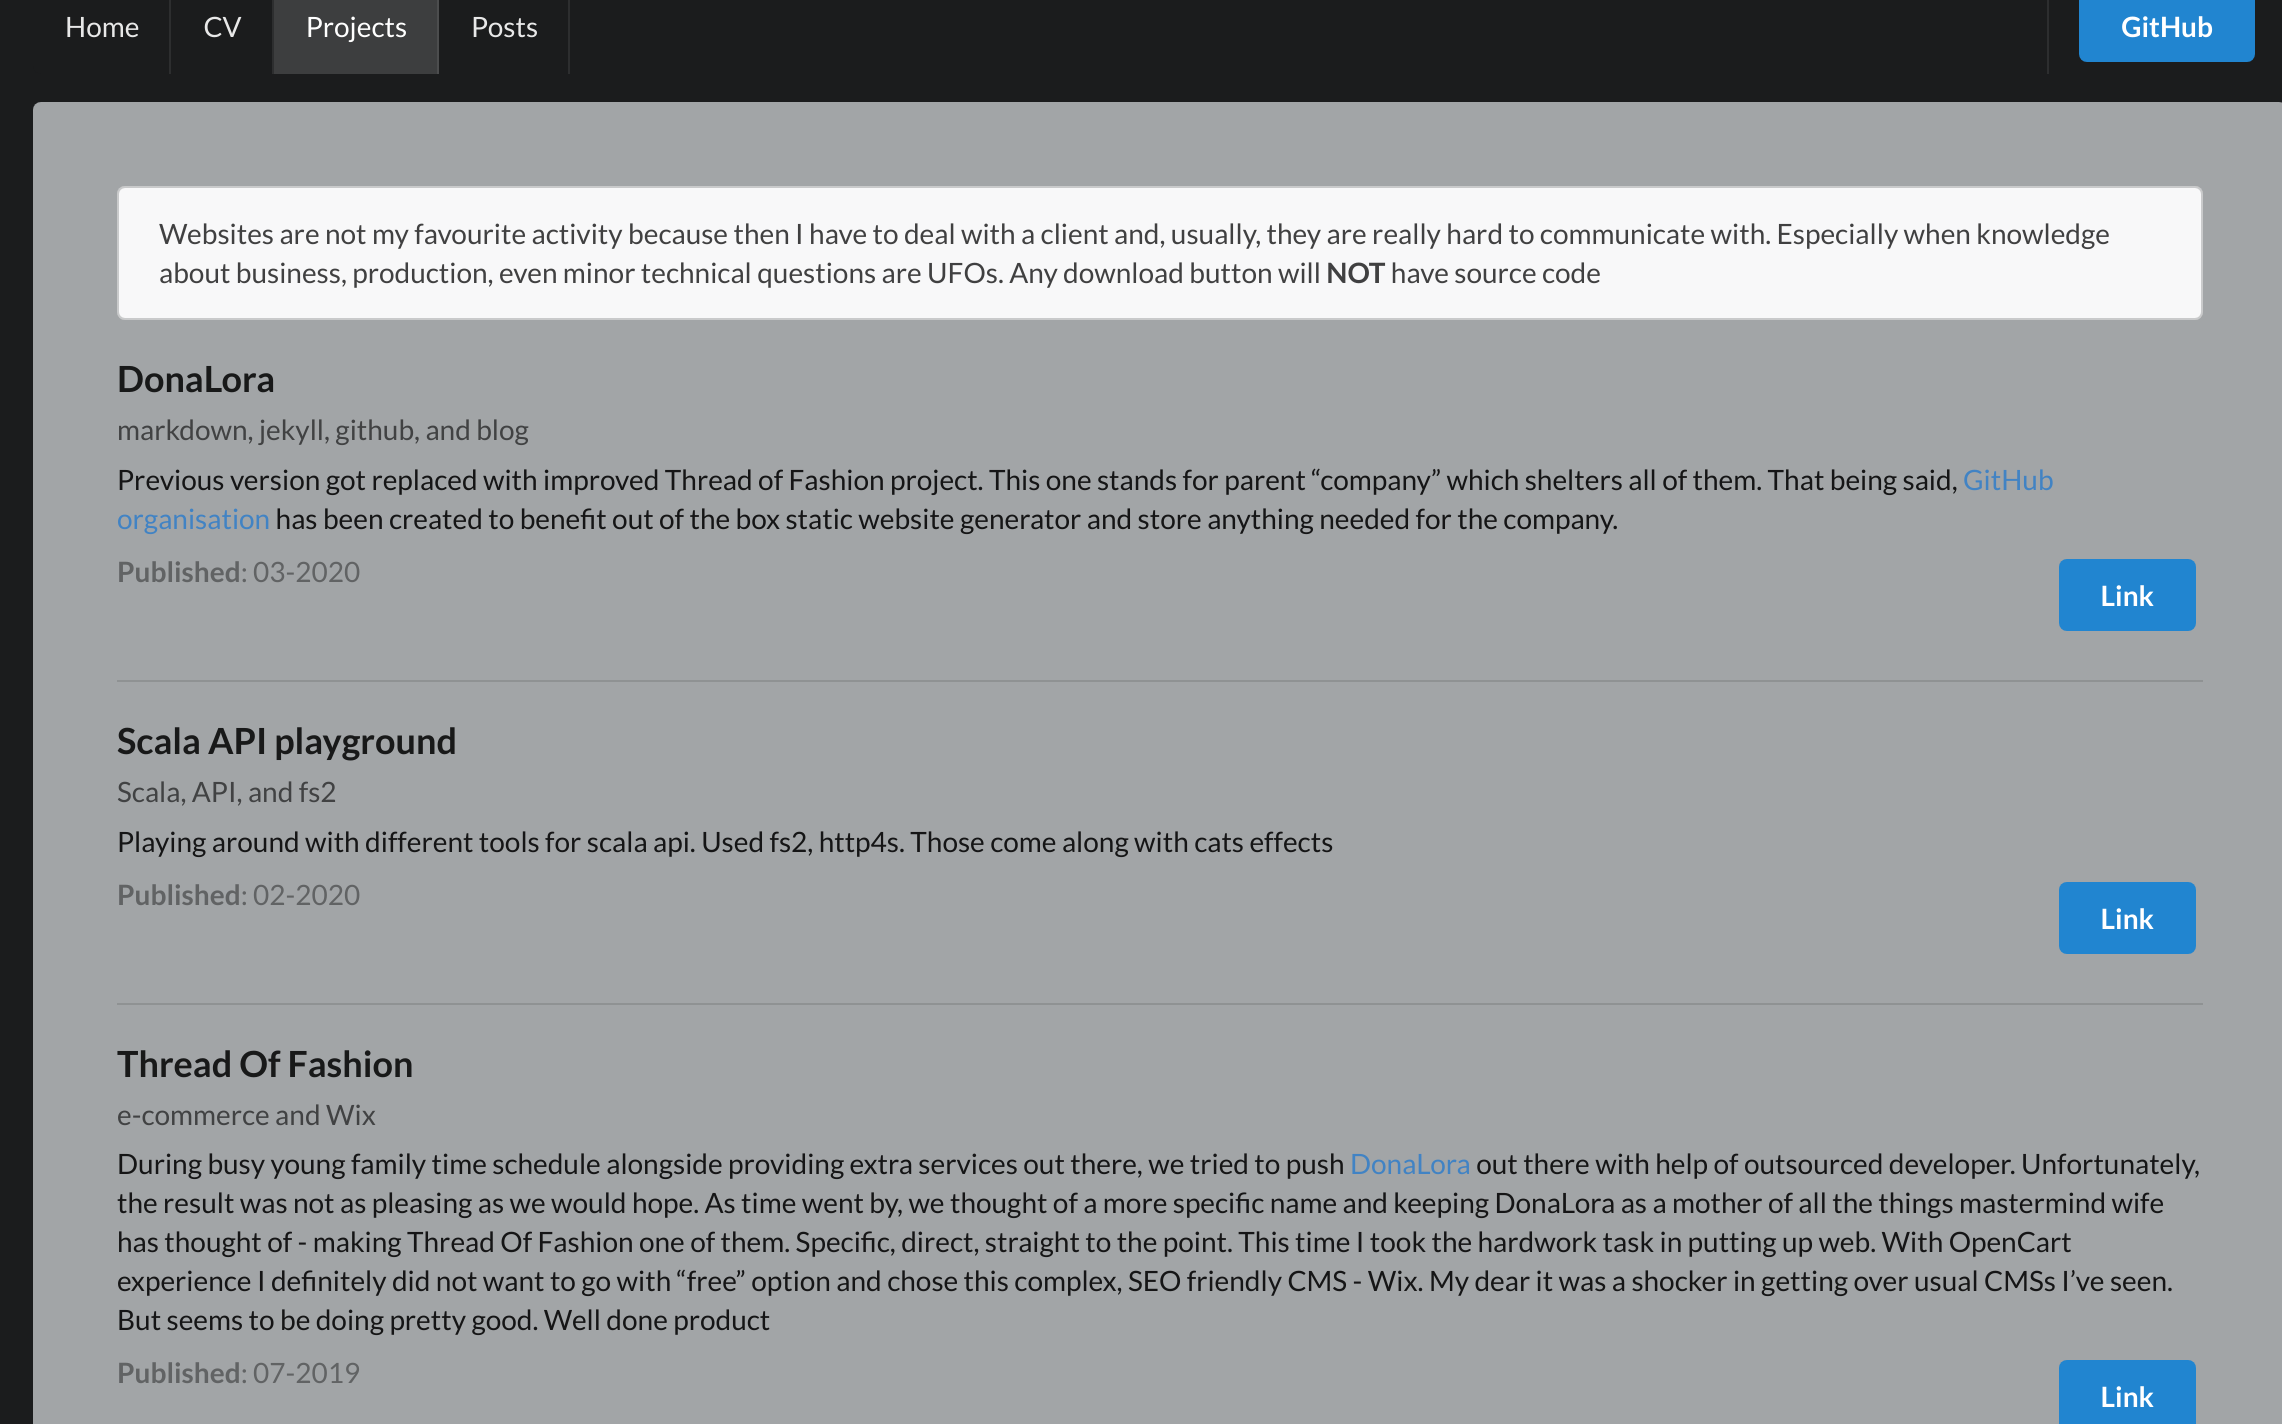 Home CV Projects Posts GitHub
Websites are not my favourite activity because then I have to deal with a client and, usually, they are really hard to communicate with. Especially when knowledge
about business, production, even minor technical questions are UFOs. Any download button will NOT have source code
DonaLora
markdown, jekyll, github, and blog
Previous version got replaced with improved Thread of Fashion project. This one stands for parent “company” which shelters all of them. That being said, GitHub
organisation has been created to benefit out of the box static website generator and store anything needed for the company.
Published: 03-2020
Link
Scala API playground
Scala, API, and fs2
Playing around with different tools for scala api. Used fs2, http4s. Those come along with cats effects
Published: 02-2020
Link
Thread Of Fashion
e-commerce and Wix
During busy young family time schedule alongside providing extra services out there, we tried to push DonaLora out there with help of outsourced developer. Unfortunately,
the result was not as pleasing as we would hope. As time went by, we thought of a more specific name and keeping DonaLora as a mother of all the things mastermind wife
has thought of - making Thread Of Fashion one of them. Specific, direct, straight to the point. This time I took the hardwork task in putting up web. With OpenCart
experience I definitely did not want to go with “free” option and chose this complex, SEO friendly CMS - Wix. My dear it was a shocker in getting over usual CMSs I’ve seen.
But seems to be doing pretty good. Well done product
Published: 07-2019
Link